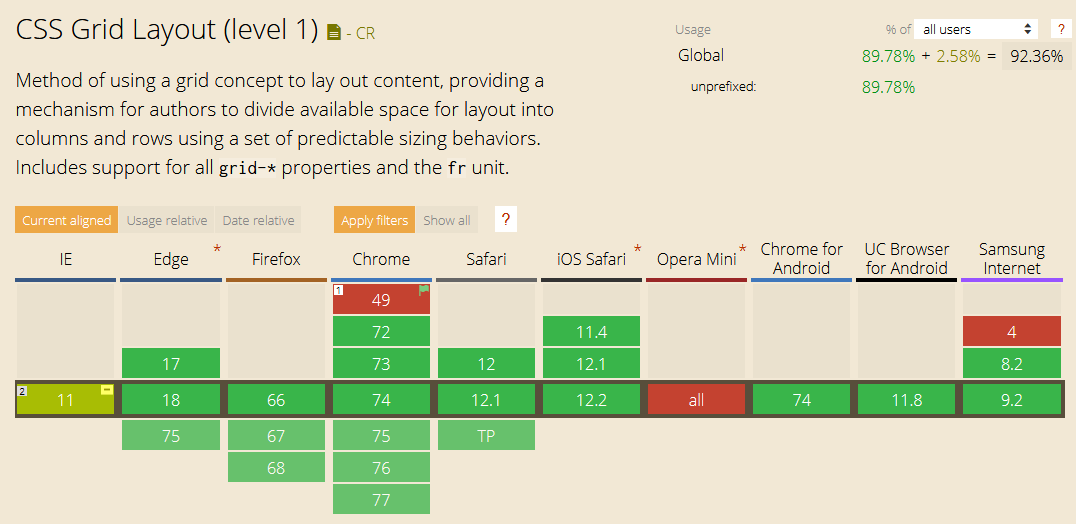 CSS Grid Layout (level 1) - CR
Usage % of all users ?
Global 89.78% + 2.58% = 92.36%
unprefixed: 89.78%
Method of using a grid concept to lay out content, providing a
mechanism for authors to divide available space for layout into
columns and rows using a set of predictable sizing behaviors.
Includes support for all grid-* properties and the fr unit.
Current aligned Usage relative Date relative Apply filters Show all ?
IE Edge * Firefox Chrome Safari iOS Safari * Opera Mini * Chrome for Android UC Browser for Android Samsung Internet
1 49
72 11.4 4
17 73 12 12.1 8.2
2 11 18 66 74 12.1 12.2 all 74 11.8 9.2
75 67 75 TP
68 76
77